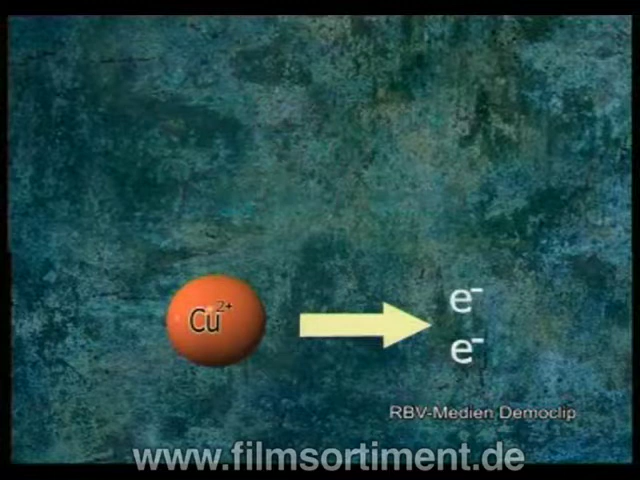 Cu²⁺
e⁻
e⁻
RBV-Medien Democlip
www.filmsortiment.de